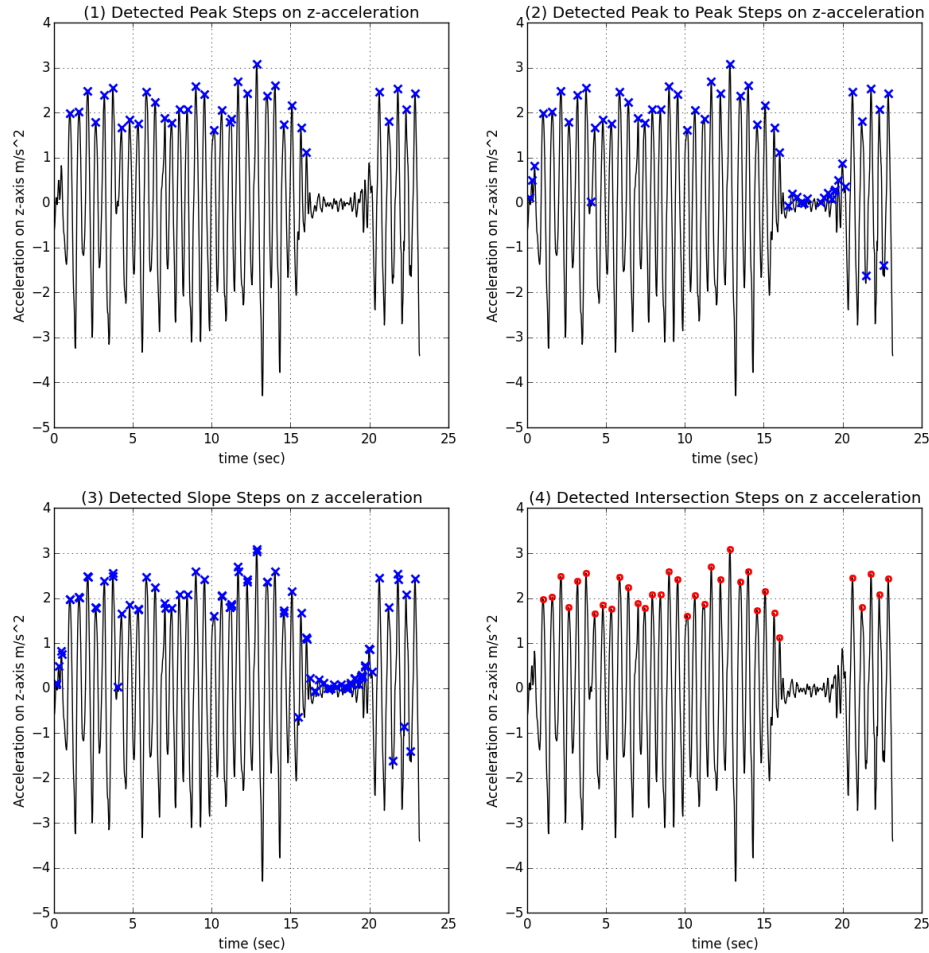 (1) Detected Peak Steps on z-acceleration
Acceleration on z-axis m/s^2
4
3
2
1
0
−1
−2
−3
−4
−5
0 5 10 15 20 25
time (sec)
(2) Detected Peak to Peak Steps on z-acceleration
Acceleration on z-axis m/s^2
4
3
2
1
0
−1
−2
−3
−4
−5
0 5 10 15 20 25
time (sec)
(3) Detected Slope Steps on z acceleration
Acceleration on z-axis m/s^2
4
3
2
1
0
−1
−2
−3
−4
−5
0 5 10 15 20 25
time (sec)
(4) Detected Intersection Steps on z acceleration
Acceleration on z-axis m/s^2
4
3
2
1
0
−1
−2
−3
−4
−5
0 5 10 15 20 25
time (sec)